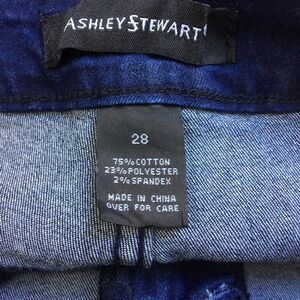 ASHLEY STEWART
28
75% COTTON
23% POLYESTER
2% SPANDEX
MADE IN CHINA
OVER FOR CARE